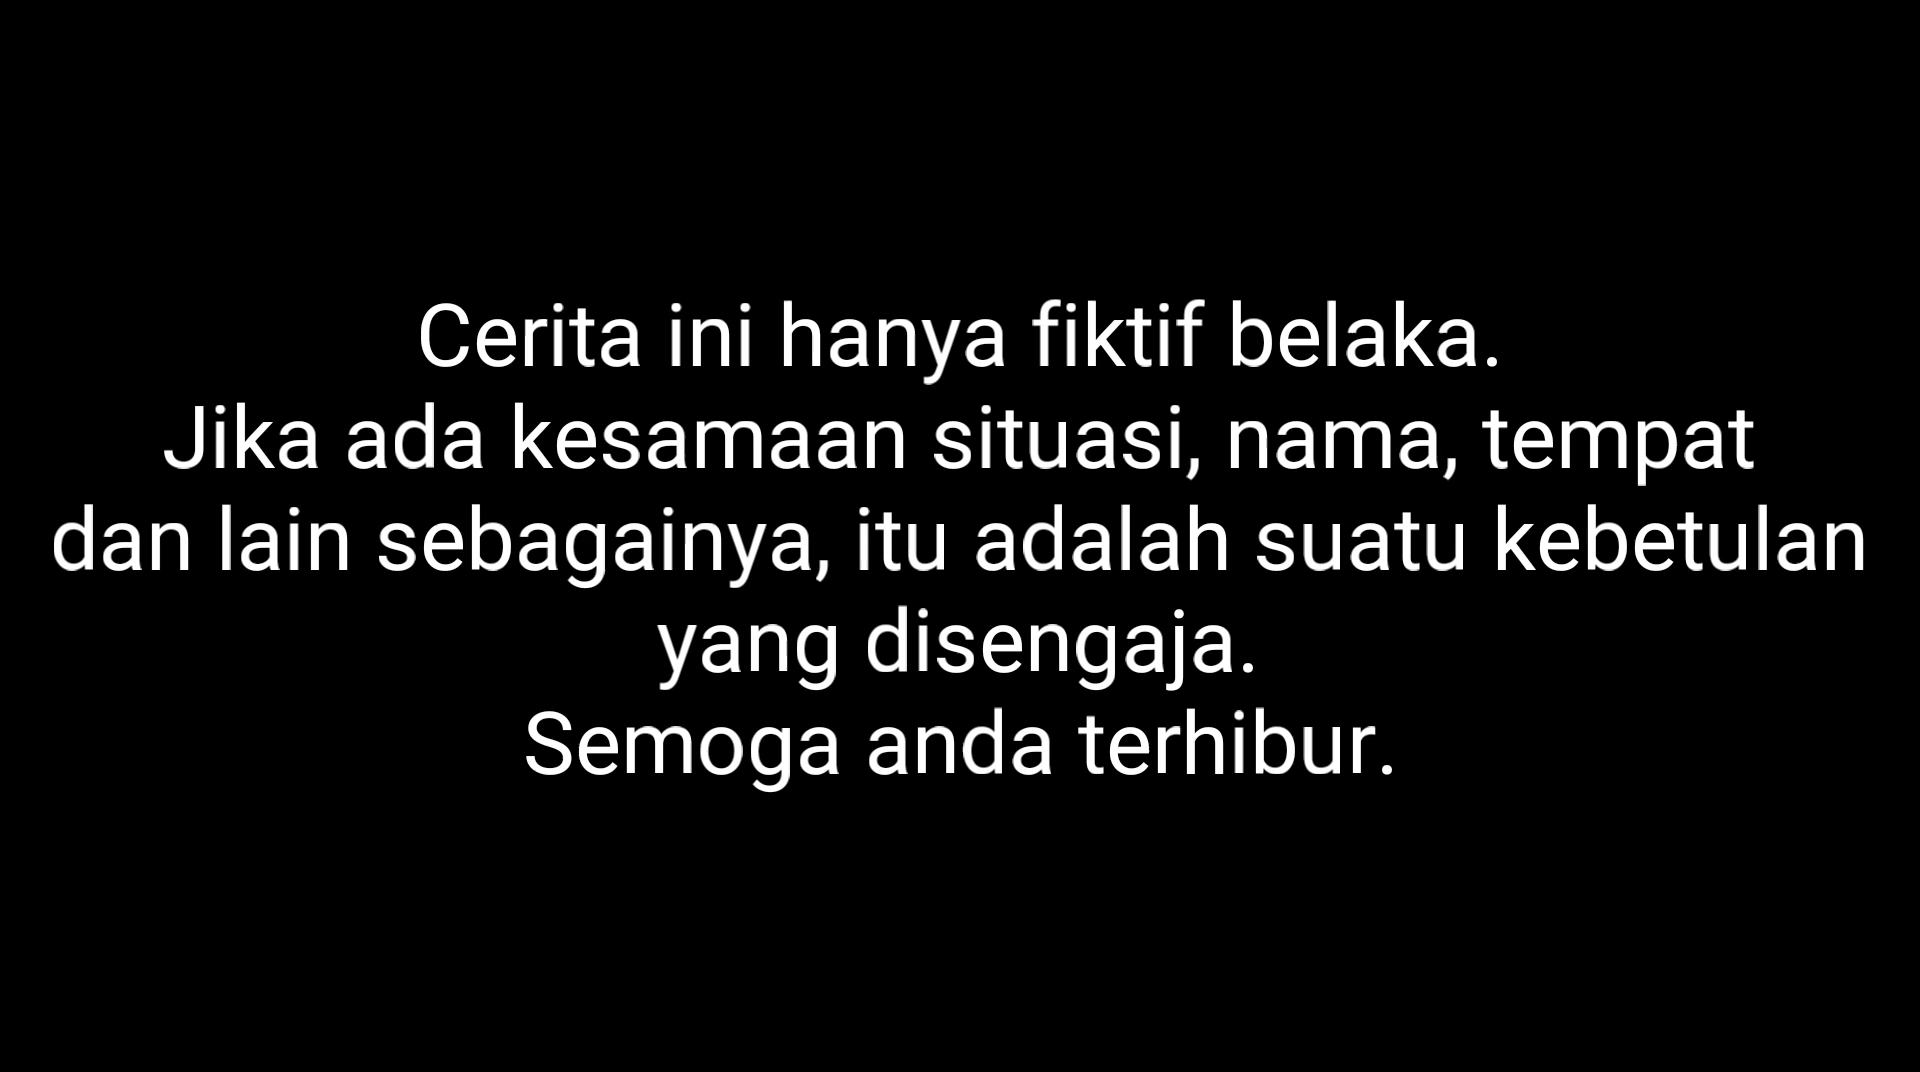 Cerita ini hanya fiktif belaka.
Jika ada kesamaan situasi, nama, tempat
dan lain sebagainya, itu adalah suatu kebetulan
yang disengaja.
Semoga anda terhibur.